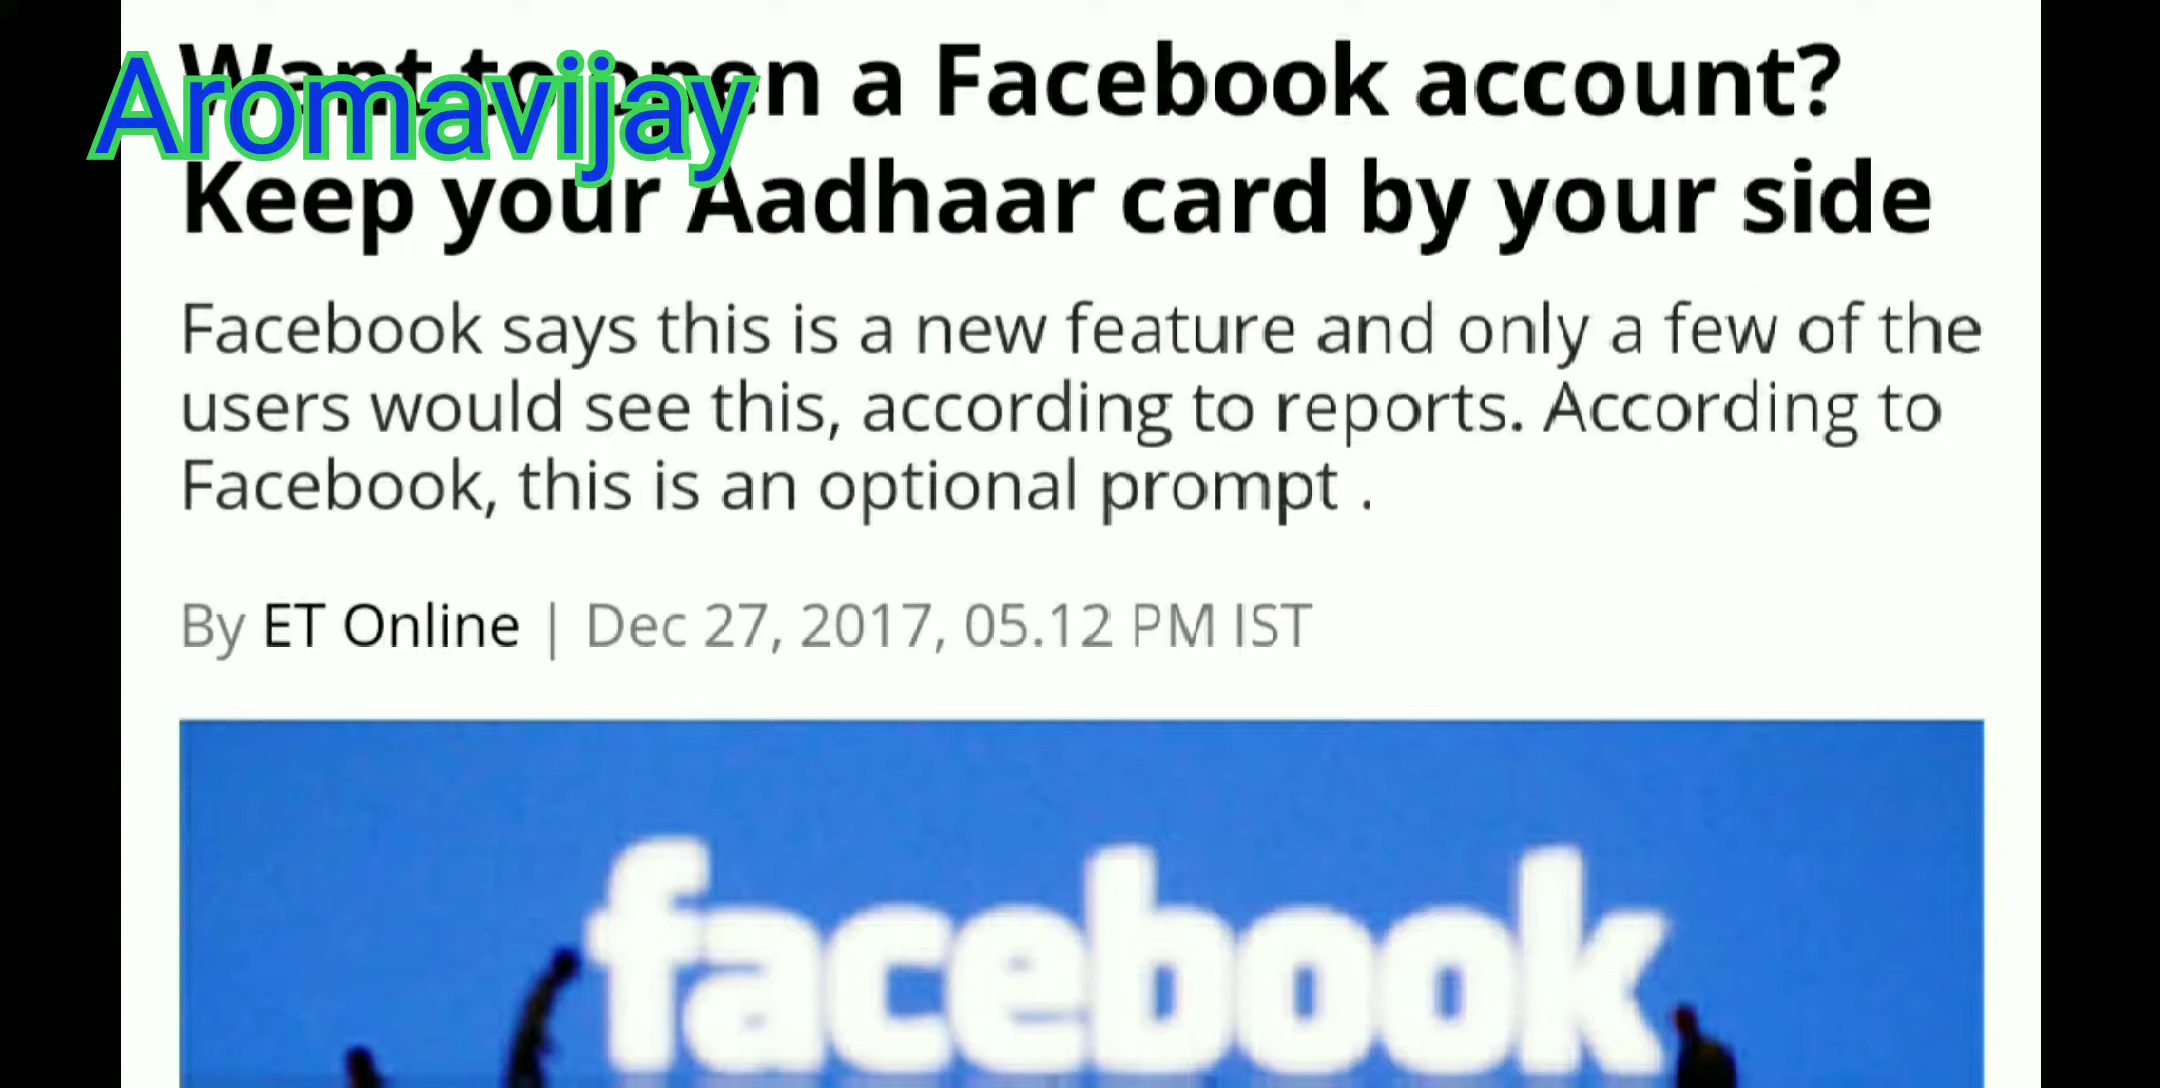 Aromavijay
Want to open a Facebook account?
Keep your Aadhaar card by your side
Facebook says this is a new feature and only a few of the
users would see this, according to reports. According to
Facebook, this is an optional prompt .
By ET Online | Dec 27, 2017, 05.12 PM IST
facebook